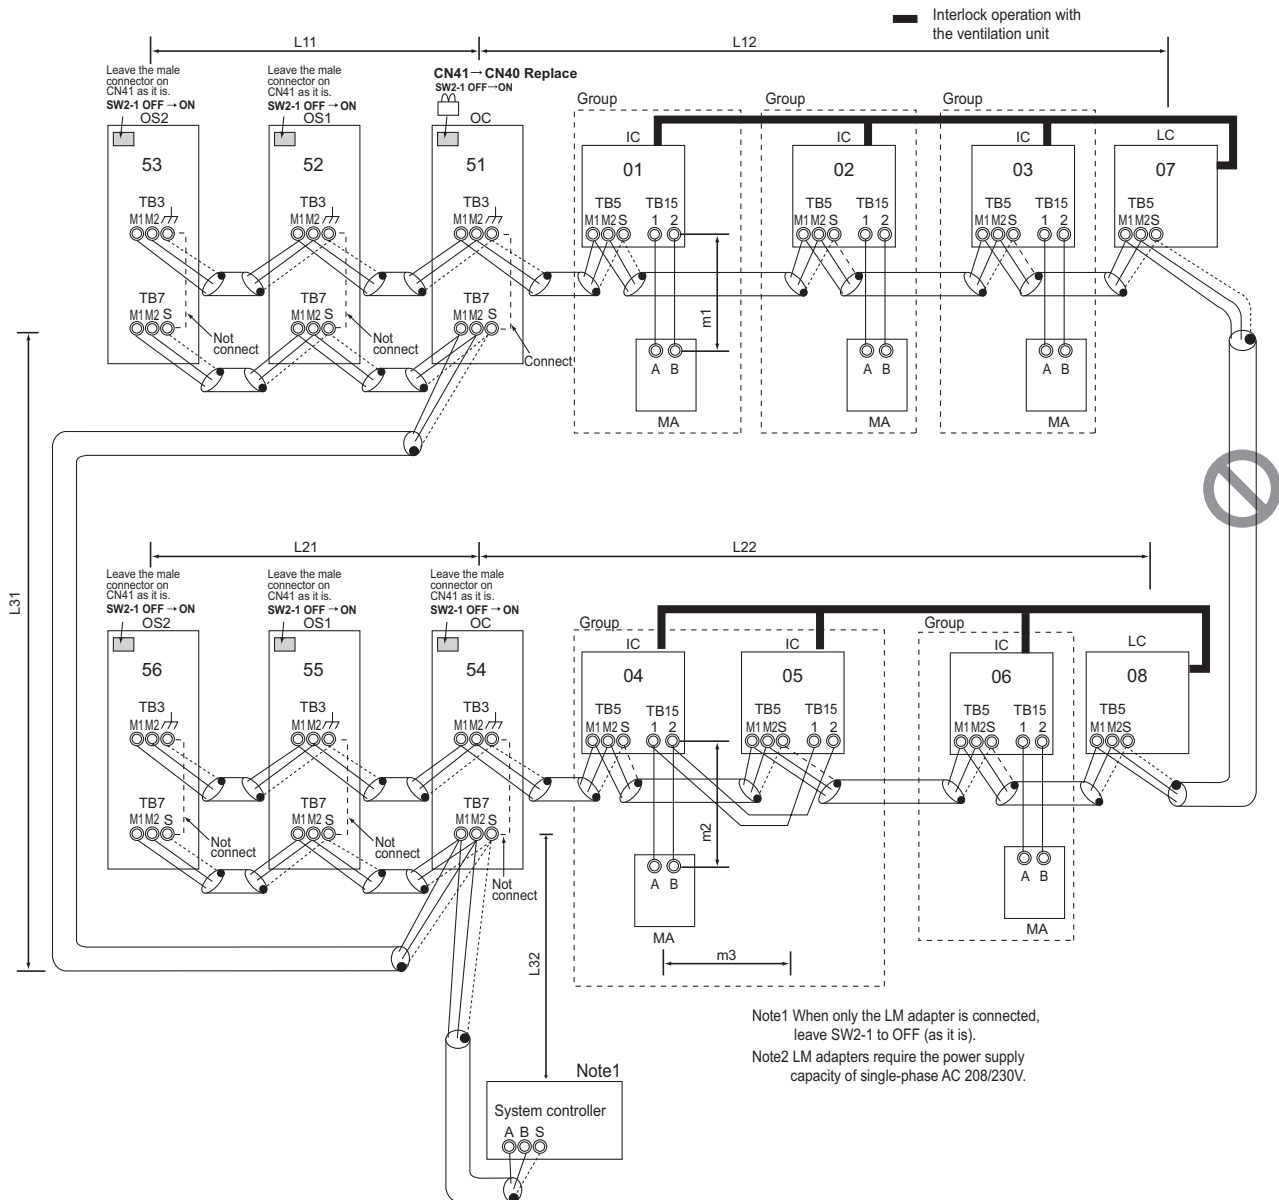 Interlock operation with
the ventilation unit
L11
L12
Leave the male
connector on
CN41 as it is.
SW2-1 OFF → ON
OS2
Leave the male
connector on
CN41 as it is.
SW2-1 OFF → ON
OS1
CN41→ CN40 Replace
SW2-1 OFF→ON
OC
Group
Group
Group
IC
IC
IC
LC
53
52
51
01
02
03
07
TB3
TB3
TB3
TB5 TB15
TB5 TB15
TB5 TB15
TB5
M1 M2
M1 M2
M1 M2
M1 M2 S 1 2
M1 M2 S 1 2
M1 M2 S 1 2
M1 M2 S
TB7
TB7
TB7
M1 M2 S
M1 M2 S
M1 M2 S
Not
connect
Not
connect
Connect
m1
A B
A B
A B
MA
MA
MA
L31
L21
L22
Leave the male
connector on
CN41 as it is.
SW2-1 OFF → ON
OS2
Leave the male
connector on
CN41 as it is.
SW2-1 OFF → ON
OS1
Leave the male
connector on
CN41 as it is.
SW2-1 OFF → ON
OC
Group
Group
IC
IC
IC
LC
56
55
54
04
05
06
08
TB3
TB3
TB3
TB5 TB15
TB5 TB15
TB5 TB15
TB5
M1 M2
M1 M2
M1 M2
M1 M2 S 1 2
M1 M2S 1 2
M1 M2S 1 2
M1 M2S
TB7
TB7
TB7
M1 M2 S
M1 M2 S
M1 M2 S
Not
connect
Not
connect
Not
connect
m2
A B
A B
MA
MA
m3
L32
Note1 When only the LM adapter is connected,
leave SW2-1 to OFF (as it is).
Note2 LM adapters require the power supply
capacity of single-phase AC 208/230V.
Note1
System controller
A B S